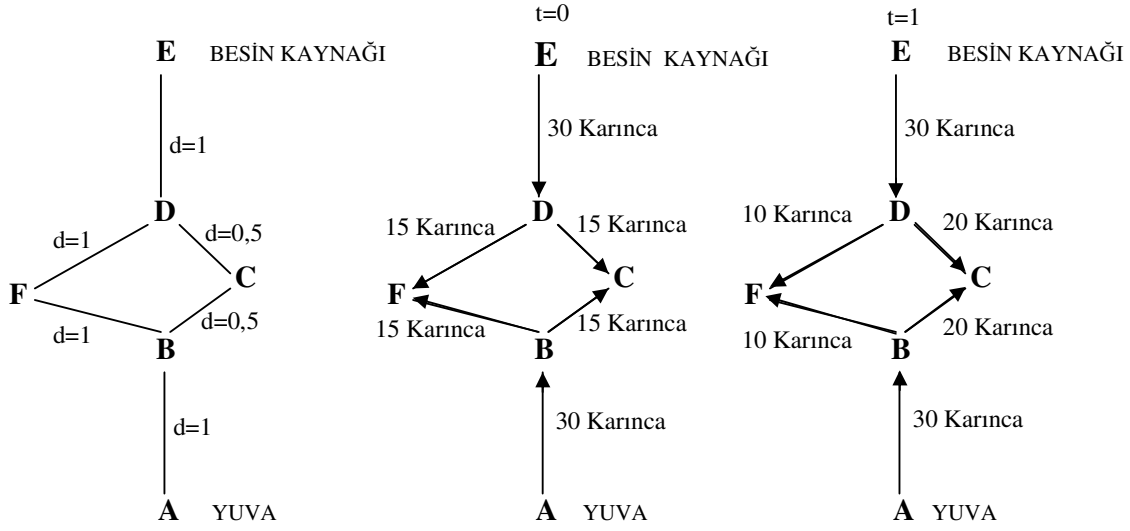 t=0
t=1
E BESİN KAYNAĞI
E BESİN KAYNAĞI
E BESİN KAYNAĞI
d=1
30 Karınca
30 Karınca
D
D
D
d=1
d=0,5
15 Karınca
15 Karınca
10 Karınca
20 Karınca
F
C
F
C
F
C
d=1
d=0,5
15 Karınca
15 Karınca
10 Karınca
20 Karınca
B
B
B
d=1
30 Karınca
30 Karınca
A YUVA
A YUVA
A YUVA